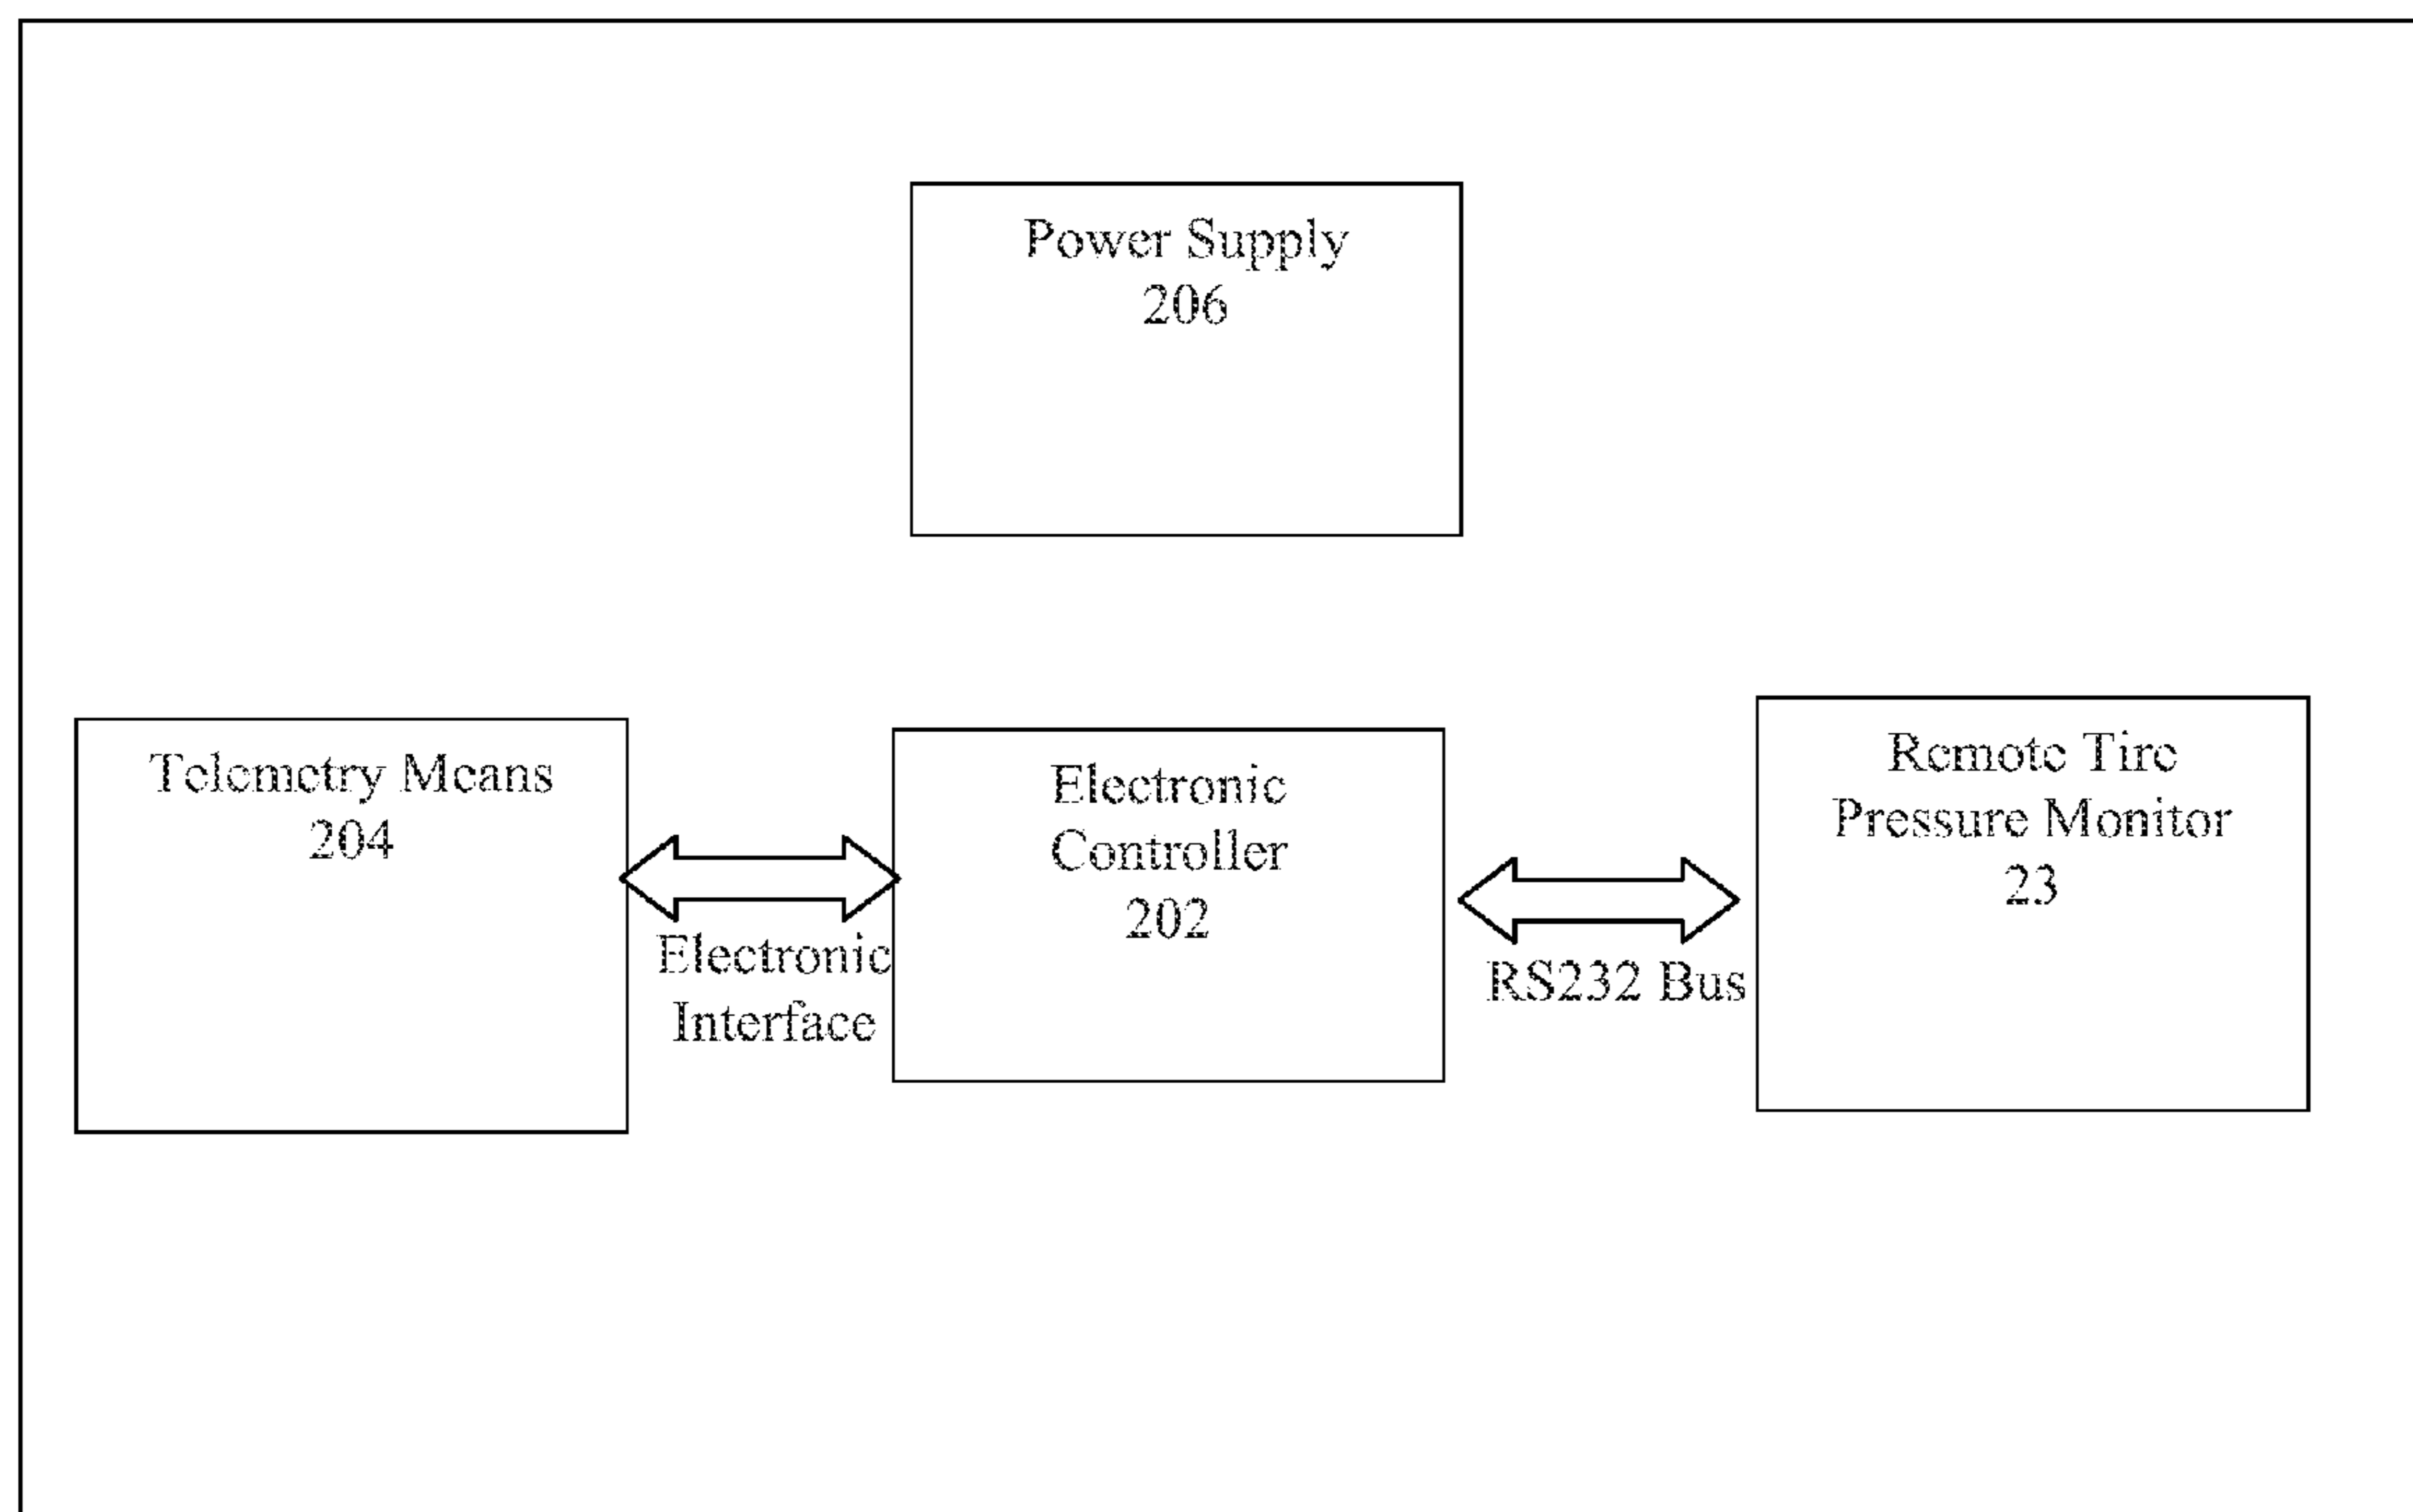 Power Supply
206
Telemetry Means
204
Electronic
Interface
Electronic
Controller
202
RS232 Bus
Remote Tire
Pressure Monitor
23